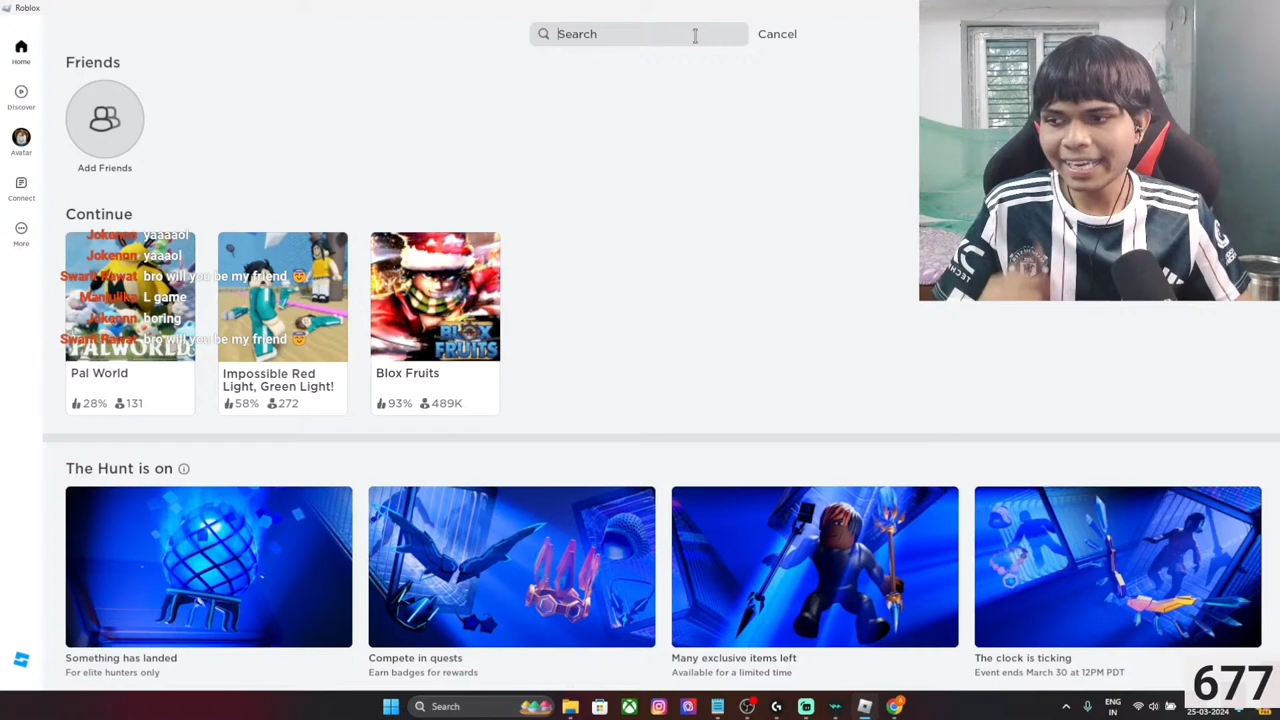 Roblox
Search
Cancel
Home
Discover
Avatar
Connect
More
Friends
Add Friends
Continue
Jokennn yaaaaol
Jokennn yaaaol
Swarit Rawat bro will you be my friend
Manjulika L game
Jokennn boring
Swarit Rawat bro will you be my friend
PALWORLD
BLOX
FRUITS
Pal World
28% 131
Impossible Red
Light, Green Light!
58% 272
Blox Fruits
93% 489K
The Hunt is on
Something has landed
For elite hunters only
Compete in quests
Earn badges for rewards
Many exclusive items left
Available for a limited time
The clock is ticking
Event ends March 30 at 12PM PDT
677
Search
ENG
IN
25-03-2024